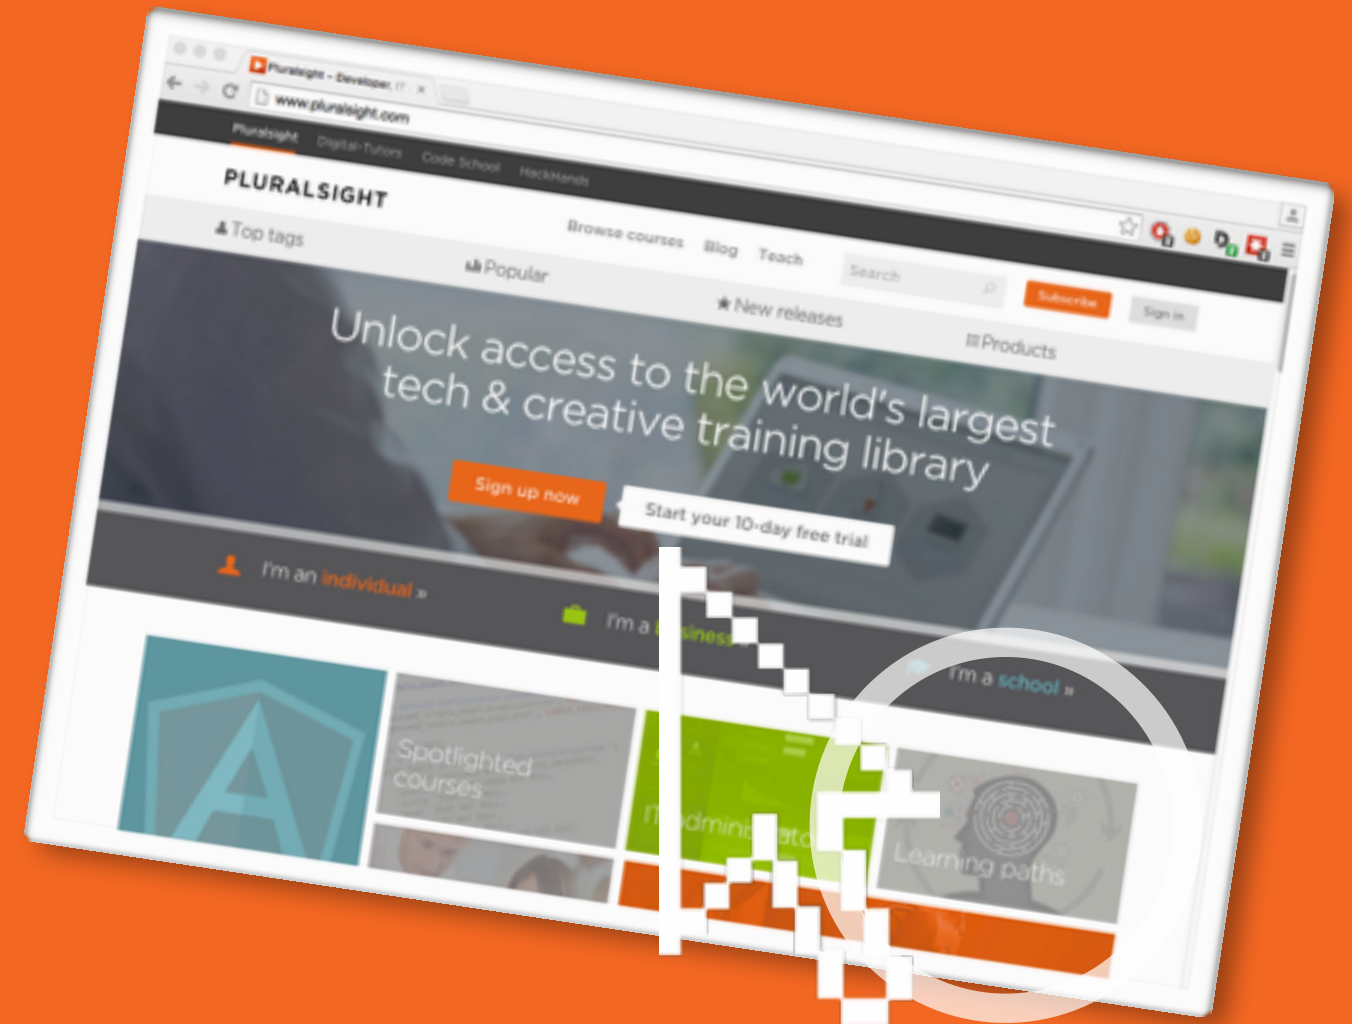 Pluralsight – Developer, IT
www.pluralsight.com
Pluralsight Digital-Tutors Code School HackHands
PLURALSIGHT
Browse courses Blog Teach Search Subscribe Sign in
Top tags Popular New releases Products
Unlock access to the world's largest
tech & creative training library
Sign up now Start your 10-day free trial
I'm an individual »
I'm a
I'm a school »
Spotlighted
courses
IT
Learning paths